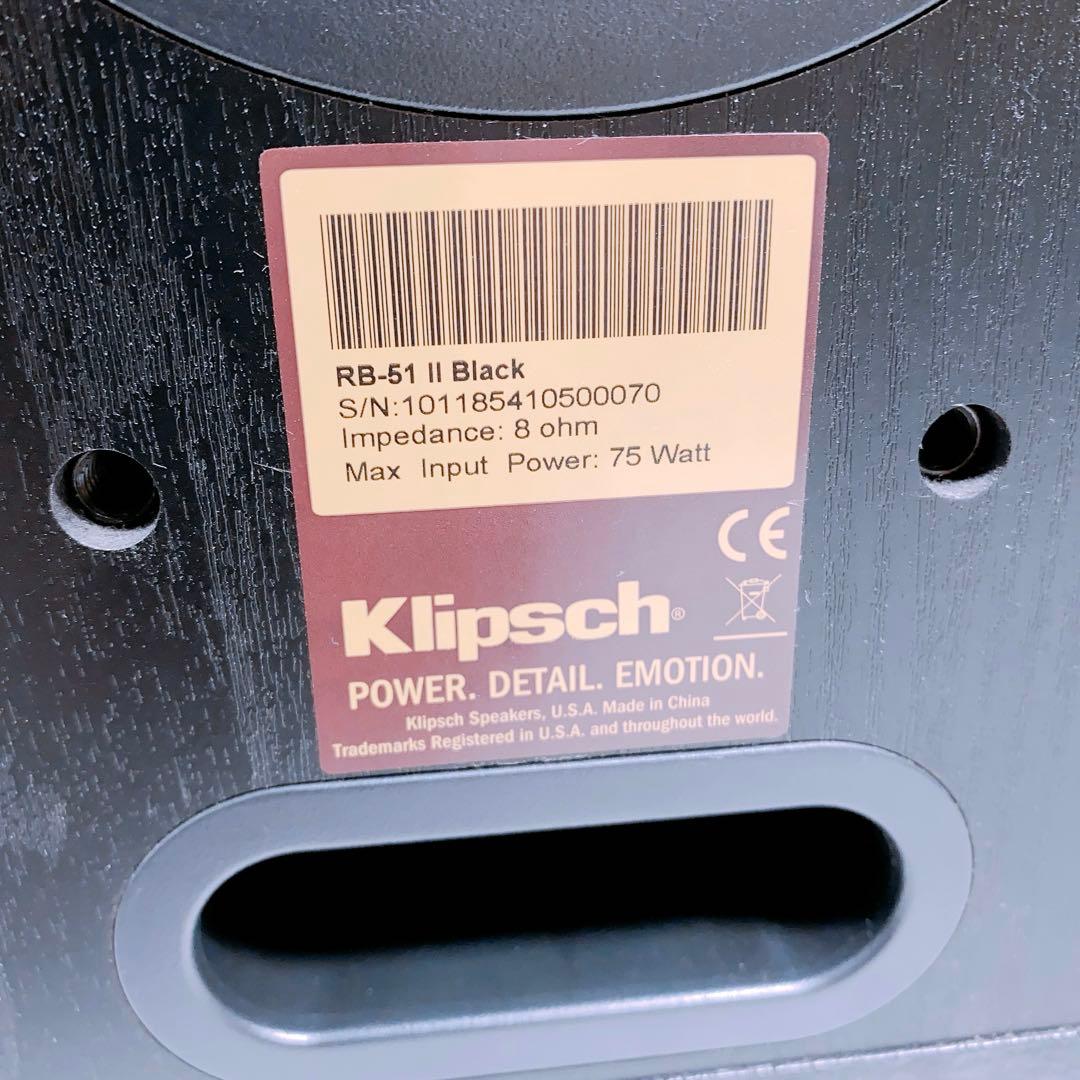 RB-51 II Black
S/N:101185410500070
Impedance: 8 ohm
Max Input Power: 75 Watt
CE
Klipsch®
POWER. DETAIL. EMOTION.
Klipsch Speakers, U.S.A. Made in China
Trademarks Registered in U.S.A. and throughout the world.